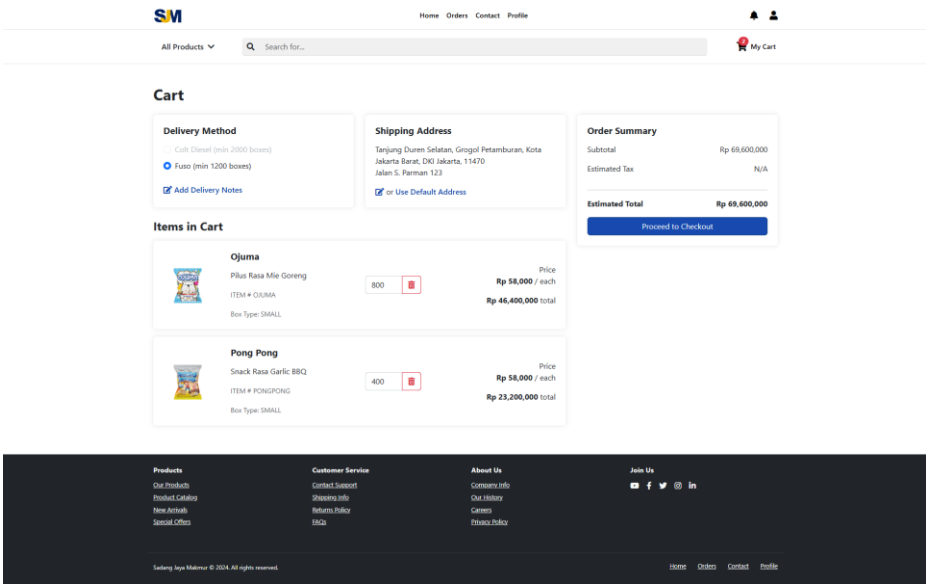 SJM
Home Orders Contact Profile
All Products
Search for...
2
My Cart
Cart
Delivery Method
Colt Diesel (min 2000 boxes)
Fuso (min 1200 boxes)
Add Delivery Notes
Shipping Address
Tanjung Duren Selatan, Grogol Petamburan, Kota
Jakarta Barat, DKI Jakarta, 11470
Jalan S. Parman 123
or Use Default Address
Order Summary
Subtotal Rp 69,600,000
Estimated Tax N/A
Estimated Total Rp 69,600,000
Proceed to Checkout
Items in Cart
Ojuma
Pilus Rasa Mie Goreng
ITEM # OJUMA
Box Type: SMALL
800
Price
Rp 58,000 / each
Rp 46,400,000 total
Pong Pong
Snack Rasa Garlic BBQ
ITEM # PONGPONG
Box Type: SMALL
400
Price
Rp 58,000 / each
Rp 23,200,000 total
Products
Our Products
Product Catalog
New Arrivals
Special Offers
Customer Service
Contact Support
Shipping Info
Returns Policy
FAQs
About Us
Company Info
Our History
Careers
Privacy Policy
Join Us
Sadang Jaya Makmur © 2024. All rights reserved.
Home Orders Contact Profile